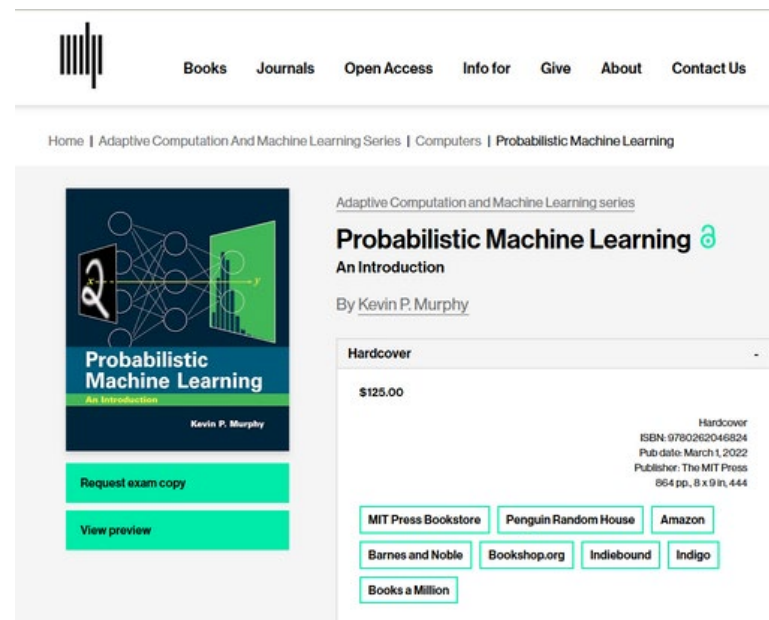 Books Journals Open Access Info for Give About Contact Us
Home | Adaptive Computation And Machine Learning Series | Computers | Probabilistic Machine Learning
x
y
Probabilistic
Machine Learning
An Introduction
Kevin P. Murphy
Request exam copy
View preview
Adaptive Computation and Machine Learning series
Probabilistic Machine Learning
An Introduction
By Kevin P. Murphy
Hardcover -
$125.00
Hardcover
ISBN: 9780262046824
Pub date: March 1, 2022
Publisher: The MIT Press
864 pp., 8 x 9 in, 444
MIT Press Bookstore Penguin Random House Amazon
Barnes and Noble Bookshop.org Indiebound Indigo
Books a Million